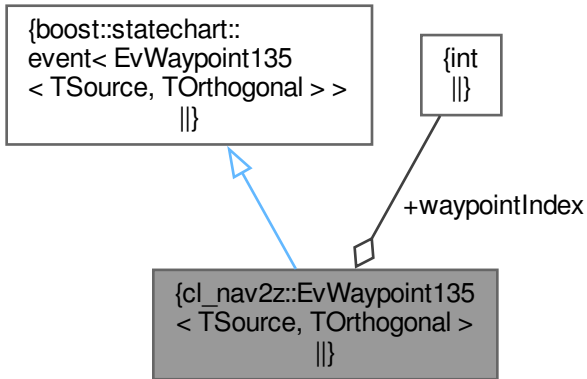 {boost::statechart::
event< EvWaypoint135
< TSource, TOrthogonal > >
||}
{int
||}
+waypointIndex
{cl_nav2z::EvWaypoint135
< TSource, TOrthogonal >
||}